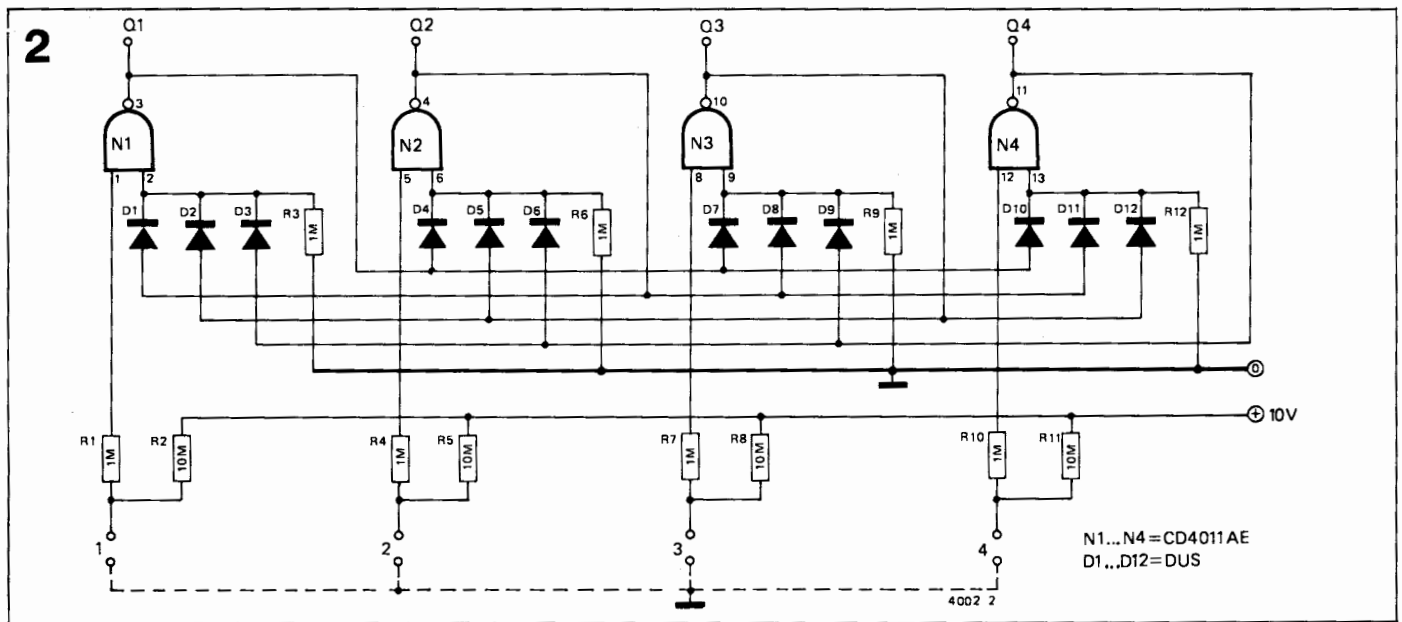 2
Q1 Q2 Q3 Q4
3 4 10 11
N1 N2 N3 N4
1 2 5 6 8 9 12 13
D1 D2 D3 R3 D4 D5 D6 R6 D7 D8 D9 R9 D10 D11 D12 R12
1M 1M 1M 1M
0
+ 10V
R1 R2 R4 R5 R7 R8 R10 R11
1M 10M 1M 10M 1M 10M 1M 10M
1 2 3 4
N1...N4=CD4011AE
D1...D12=DUS
4002 2